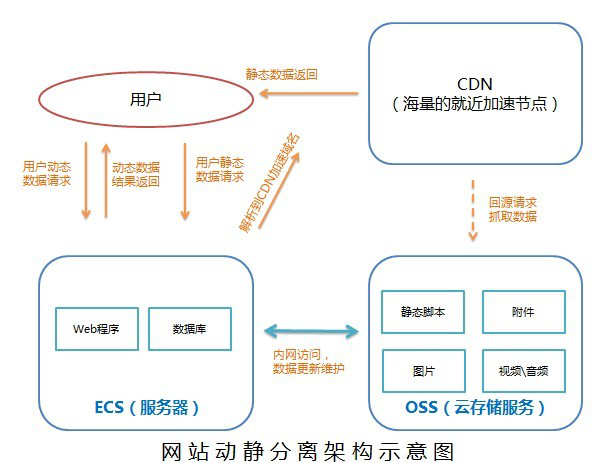 静态数据返回
CDN
（海量的就近加速节点）
用户
用户动态
数据请求
动态数据
结果返回
用户静态
数据请求
解析到CDN加速域名
回源请求
抓取数据
Web程序
数据库
ECS（服务器）
内网访问，
数据更新维护
静态脚本
附件
图片
视频\音频
OSS（云存储服务）
网站动静分离架构示意图